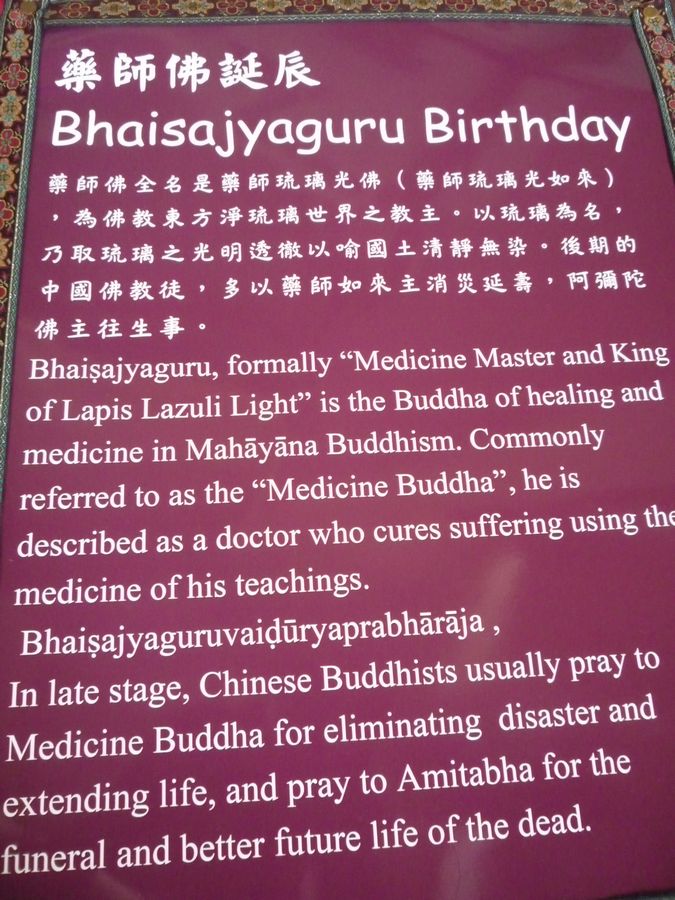 藥師佛誕辰
Bhaisajyaguru Birthday
藥師佛全名是藥師琉璃光佛（藥師琉璃光如來）
，為佛教東方淨琉璃世界之教主。以琉璃為名，
乃取琉璃之光明透徹以喻國土清靜無染。後期的
中國佛教徒，多以藥師如來主消災延壽，阿彌陀
佛主往生事。
Bhaiṣajyaguru, formally “Medicine Master and King
of Lapis Lazuli Light” is the Buddha of healing and
medicine in Mahāyāna Buddhism. Commonly
referred to as the “Medicine Buddha”, he is
described as a doctor who cures suffering using the
medicine of his teachings.
Bhaiṣajyaguruvaiḍūryaprabhārāja ,
In late stage, Chinese Buddhists usually pray to
Medicine Buddha for eliminating  disaster and
extending life, and pray to Amitabha for the
funeral and better future life of the dead.